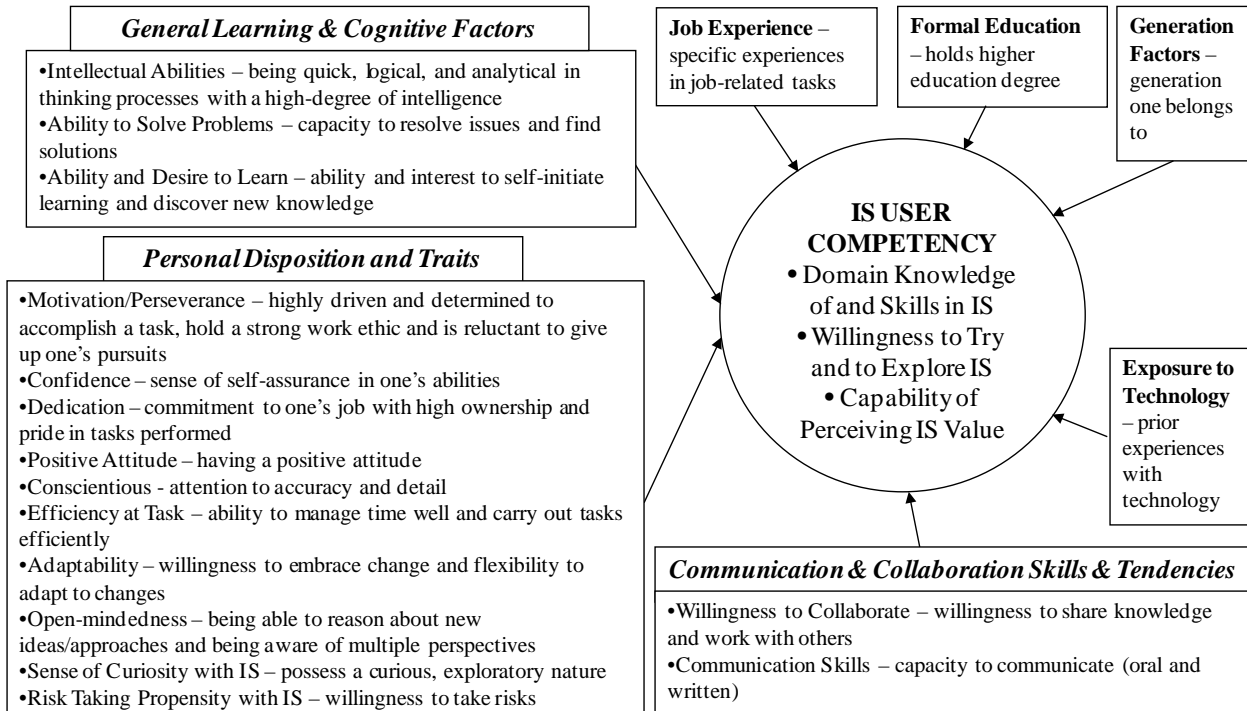 General Learning & Cognitive Factors
•Intellectual Abilities – being quick, logical, and analytical in
thinking processes with a high-degree of intelligence
•Ability to Solve Problems – capacity to resolve issues and find
solutions
•Ability and Desire to Learn – ability and interest to self-initiate
learning and discover new knowledge
Personal Disposition and Traits
•Motivation/Perseverance – highly driven and determined to
accomplish a task, hold a strong work ethic and is reluctant to give
up one's pursuits
•Confidence – sense of self-assurance in one's abilities
•Dedication – commitment to one's job with high ownership and
pride in tasks performed
•Positive Attitude – having a positive attitude
•Conscientious - attention to accuracy and detail
•Efficiency at Task – ability to manage time well and carry out tasks
efficiently
•Adaptability – willingness to embrace change and flexibility to
adapt to changes
•Open-mindedness – being able to reason about new
ideas/approaches and being aware of multiple perspectives
•Sense of Curiosity with IS – possess a curious, exploratory nature
•Risk Taking Propensity with IS – willingness to take risks
Job Experience –
specific experiences
in job-related tasks
Formal Education
– holds higher
education degree
Generation
Factors –
generation
one belongs
to
IS USER
COMPETENCY
• Domain Knowledge
of and Skills in IS
• Willingness to Try
and to Explore IS
• Capability of
Perceiving IS Value
Exposure to
Technology
– prior
experiences
with
technology
Communication & Collaboration Skills & Tendencies
•Willingness to Collaborate – willingness to share knowledge
and work with others
•Communication Skills – capacity to communicate (oral and
written)